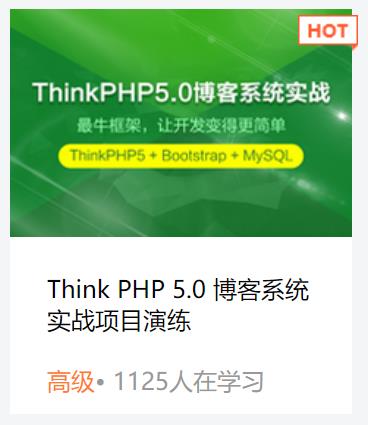 HOT
ThinkPHP5.0博客系统实战
最牛框架，让开发变得更简单
ThinkPHP5 + Bootstrap + MySQL
Think PHP 5.0 博客系统
实战项目演练
高级• 1125人在学习